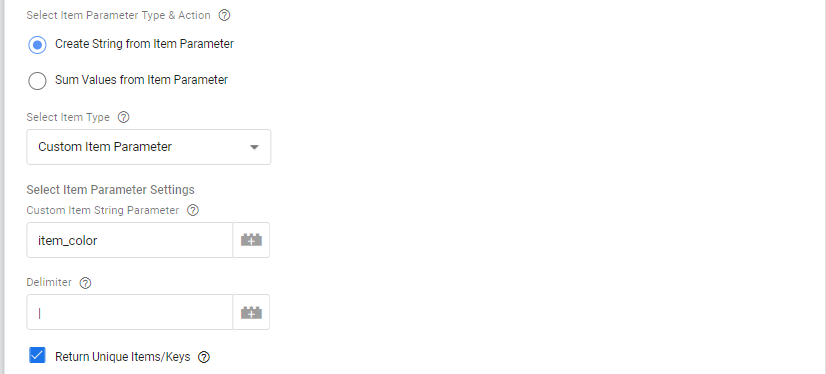 Select Item Parameter Type & Action
Create String from Item Parameter
Sum Values from Item Parameter
Select Item Type
Custom Item Parameter
Select Item Parameter Settings
Custom Item String Parameter
item_color
Delimiter
|
Return Unique Items/Keys